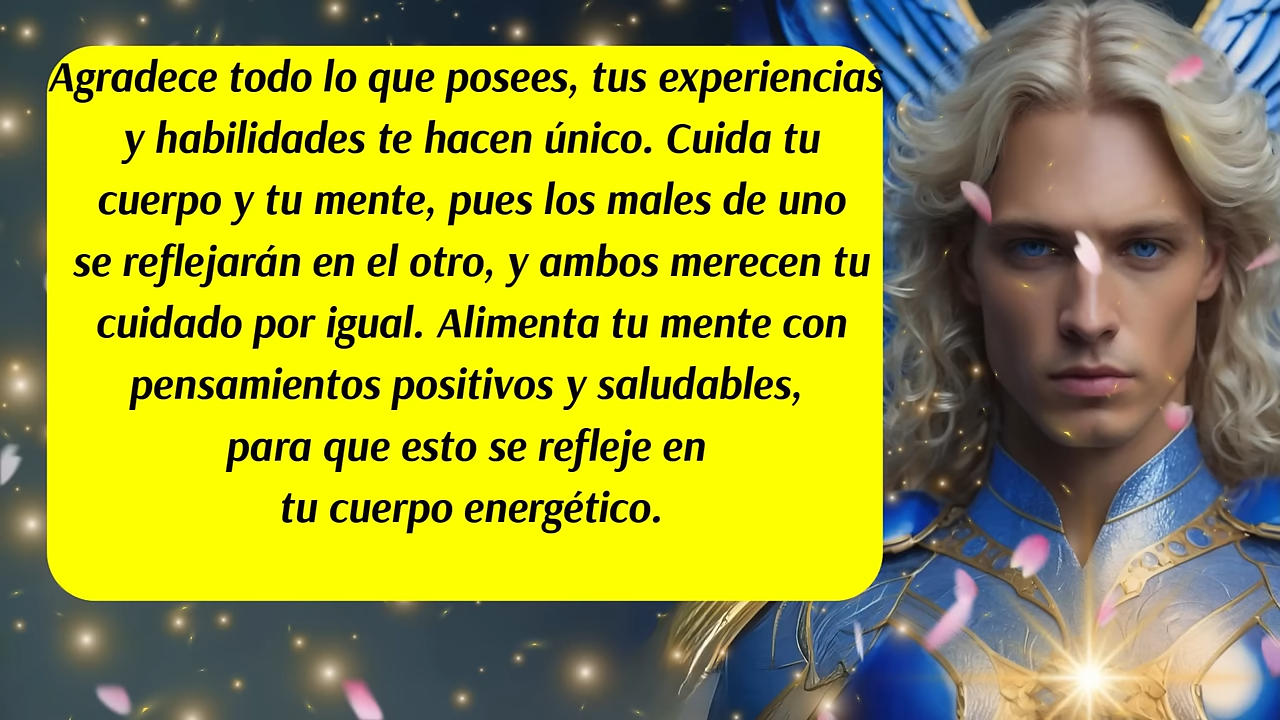 Agradece todo lo que posees, tus experiencias
y habilidades te hacen único. Cuida tu
cuerpo y tu mente, pues los males de uno
se reflejarán en el otro, y ambos merecen tu
cuidado por igual. Alimenta tu mente con
pensamientos positivos y saludables,
para que esto se refleje en
tu cuerpo energético.